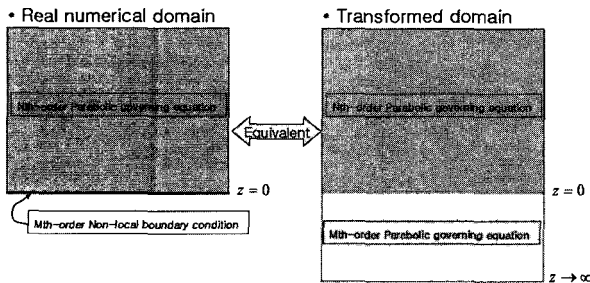 • Real numerical domain
Nth-order Parabolic governing equation
z = 0
Mth-order Non-local boundary condition
Equivalent
• Transformed domain
Nth-order Parabolic governing equation
z = 0
Mth-order Parabolic governing equation
z → ∞